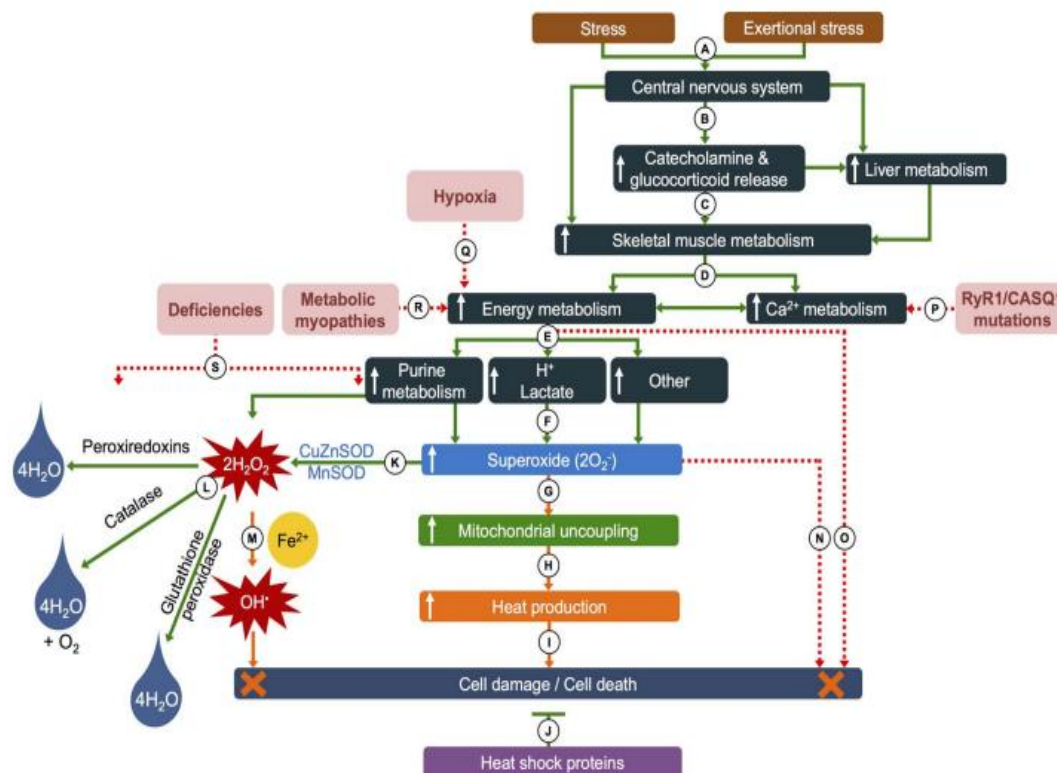 Stress
Exertional stress
A
Central nervous system
B
Catecholamine &
glucocorticoid release
Liver metabolism
Hypoxia
C
Q
Skeletal muscle metabolism
D
Deficiencies
Metabolic
myopathies
R
Energy metabolism
Ca²⁺ metabolism
P
RyR1/CASQ
mutations
S
E
Purine
metabolism
H⁺
Lactate
Other
F
Peroxiredoxins
4H₂O
2H₂O₂
CuZnSOD
MnSOD
K
Superoxide (2O₂⁻)
L
G
Catalase
M
Fe²⁺
Mitochondrial uncoupling
N
O
Glutathione
peroxidase
H
4H₂O
+ O₂
OH•
Heat production
I
4H₂O
Cell damage / Cell death
J
Heat shock proteins